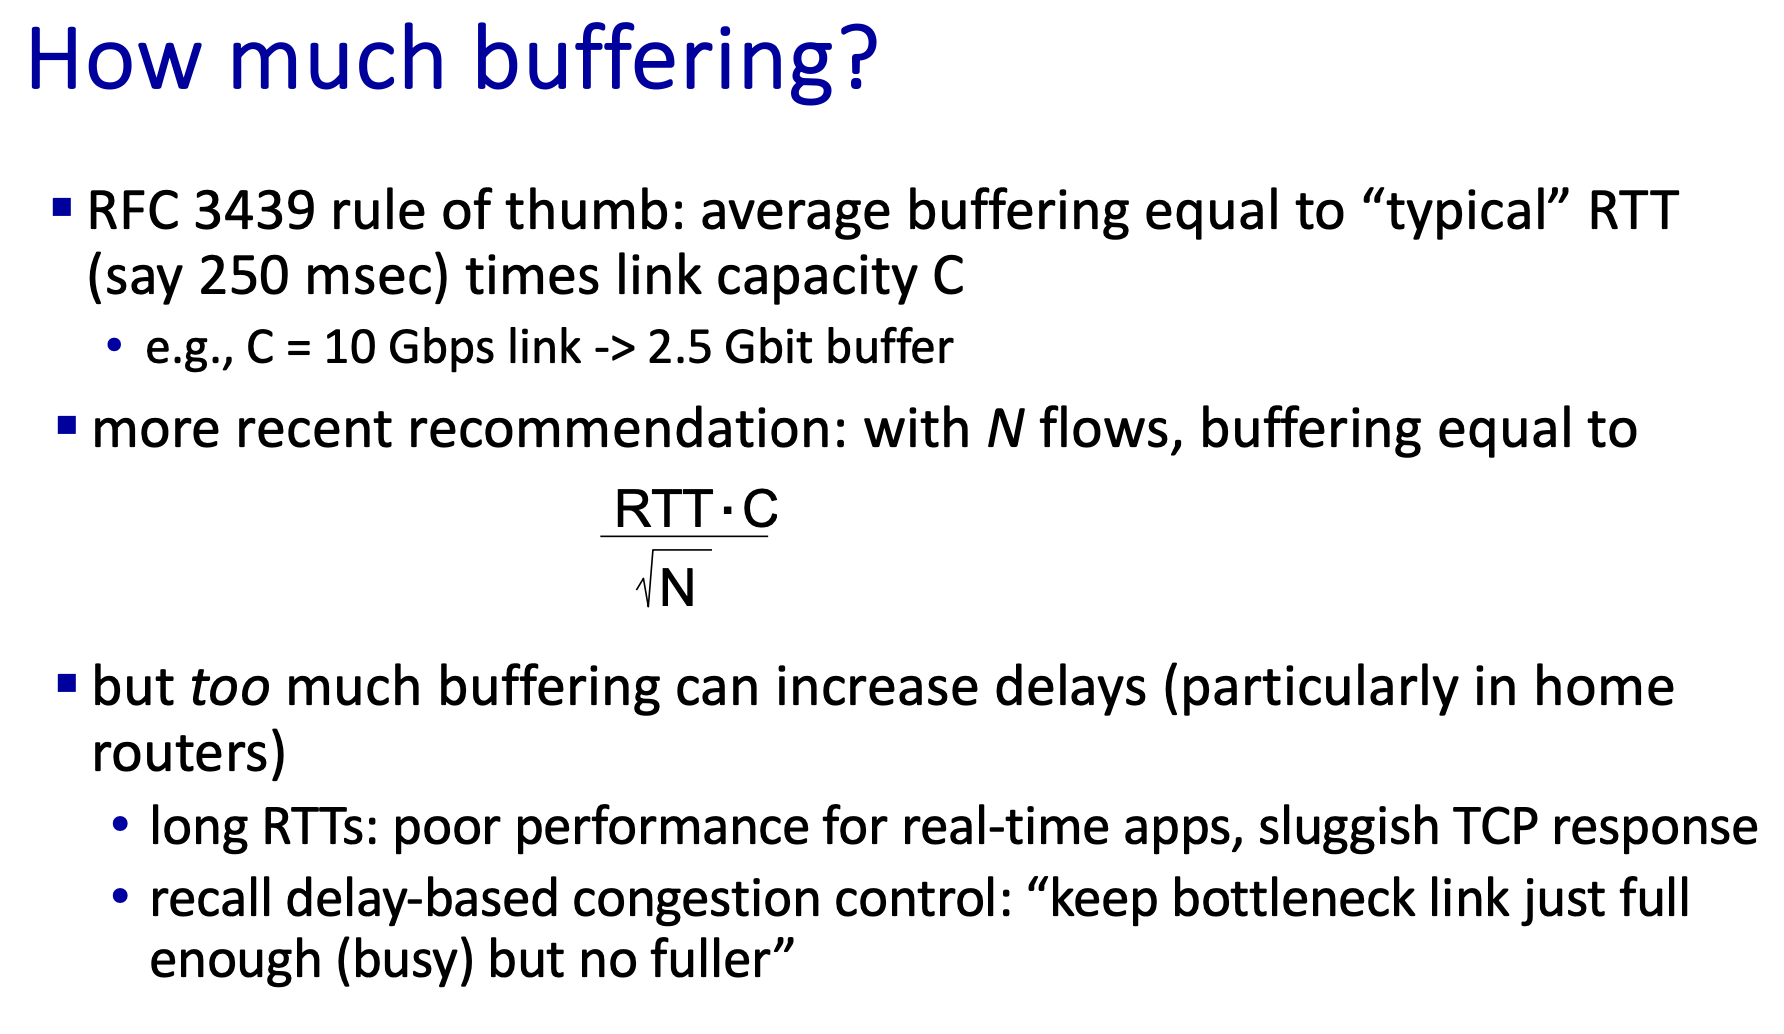 How much buffering?
▪ RFC 3439 rule of thumb: average buffering equal to “typical” RTT
(say 250 msec) times link capacity C
• e.g., C = 10 Gbps link -> 2.5 Gbit buffer
▪ more recent recommendation: with N flows, buffering equal to
RTT · C
√N
▪ but too much buffering can increase delays (particularly in home
routers)
• long RTTs: poor performance for real-time apps, sluggish TCP response
• recall delay-based congestion control: “keep bottleneck link just full
enough (busy) but no fuller”